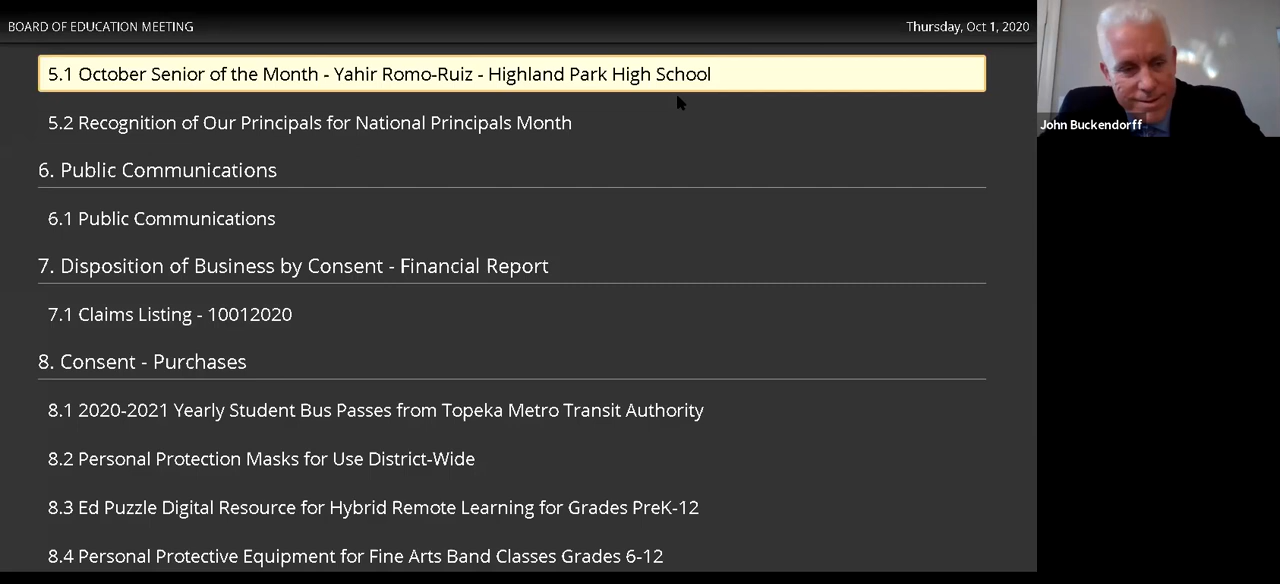 BOARD OF EDUCATION MEETING
Thursday, Oct 1, 2020
5.1 October Senior of the Month - Yahir Romo-Ruiz - Highland Park High School
5.2 Recognition of Our Principals for National Principals Month
6. Public Communications
6.1 Public Communications
7. Disposition of Business by Consent - Financial Report
7.1 Claims Listing - 10012020
8. Consent - Purchases
8.1 2020-2021 Yearly Student Bus Passes from Topeka Metro Transit Authority
8.2 Personal Protection Masks for Use District-Wide
8.3 Ed Puzzle Digital Resource for Hybrid Remote Learning for Grades PreK-12
8.4 Personal Protective Equipment for Fine Arts Band Classes Grades 6-12
John Buckendorff